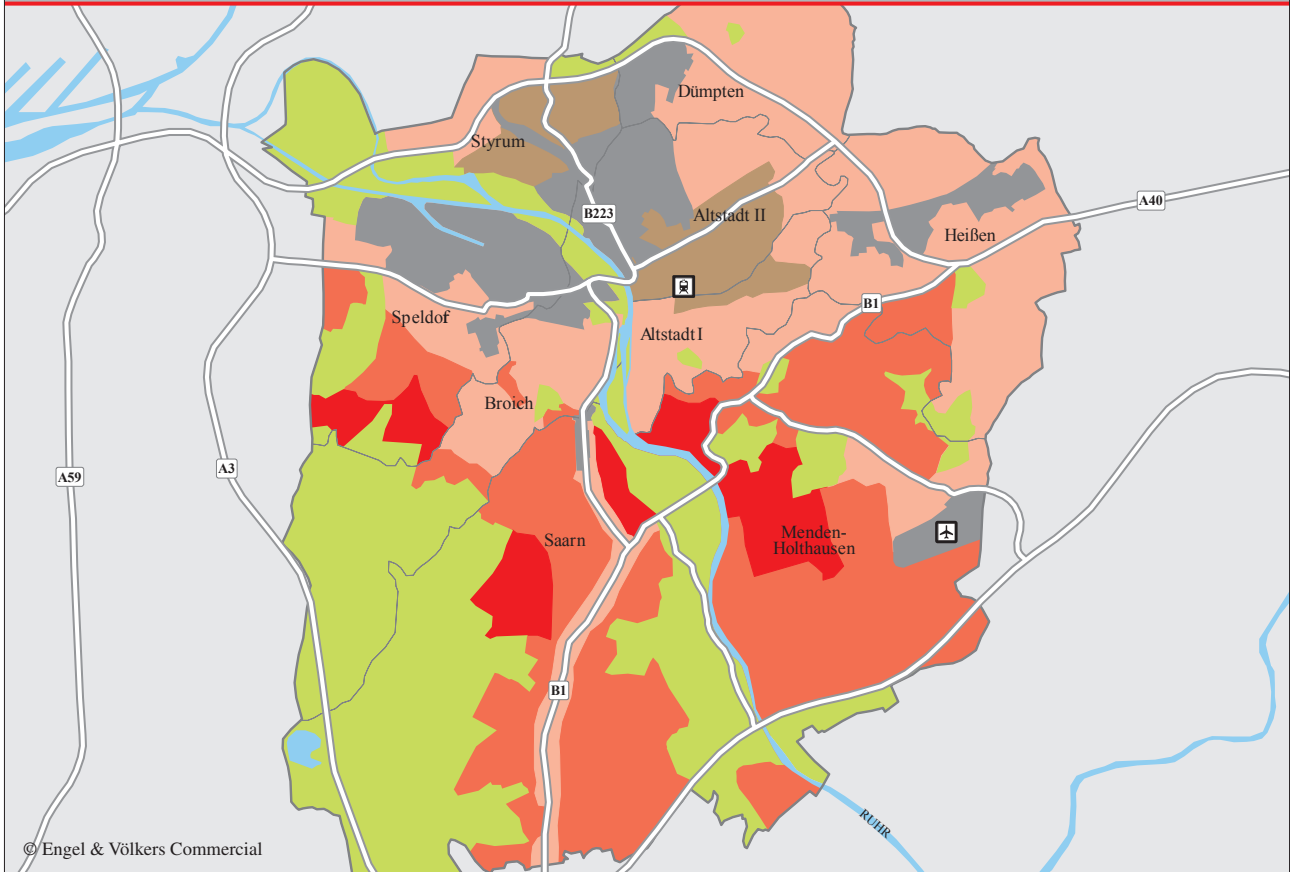 Dümpten
Styrum
A40
B223
Altstadt II
Heißen
B1
Speldorf
Altstadt I
Broich
A59
A3
Menden-
Holthausen
Saarn
B1
RUHR
© Engel & Völkers Commercial